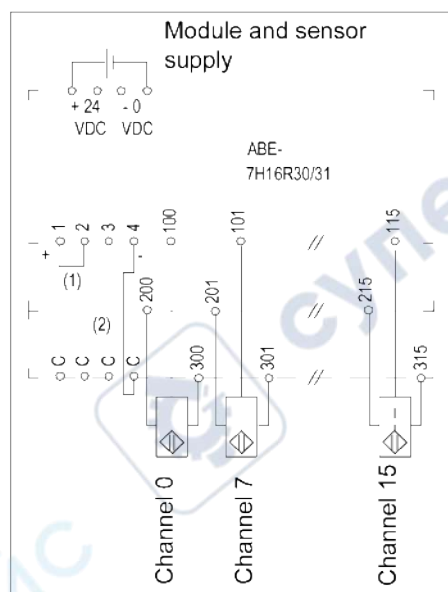 Module and sensor
supply
+ 24 - 0
VDC VDC
ABE-
7H16R30/31
1 2 3 4 100 101 // 115
+ -
(1)
200 201 // 215
(2)
C C C C 300 301 // 315
Channel 0 Channel 7 Channel 15